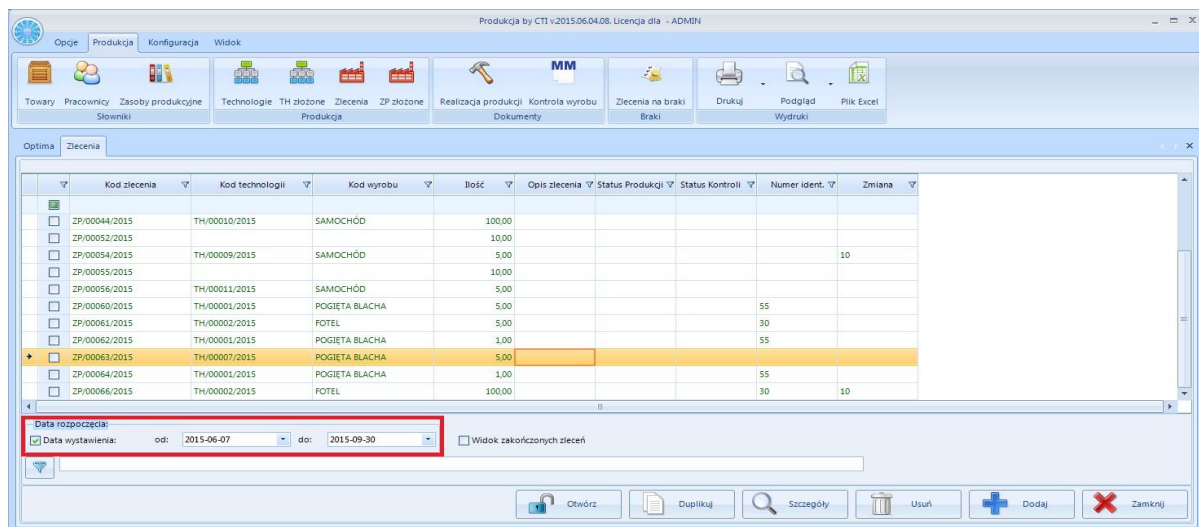 Produkcja by CTI v.2015.06.04.08. Licencja dla - ADMIN
Opcje Produkcja Konfiguracja Widok
MM
Towary Pracownicy Zasoby produkcyjne Technologie TH złożone Zlecenia ZP złożone Realizacja produkcji Kontrola wyrobu Zlecenia na braki Drukuj Podgląd Plik Excel
Słowniki Produkcja Dokumenty Braki Wydruki
Optima Zlecenia
Kod zlecenia Kod technologii Kod wyrobu Ilość Opis zlecenia Status Produkcji Status Kontroli Numer ident. Zmiana
ZP/00044/2015 TH/00010/2015 SAMOCHÓD 100,00
ZP/00052/2015 10,00
ZP/00054/2015 TH/00009/2015 SAMOCHÓD 5,00 10
ZP/00055/2015 10,00
ZP/00056/2015 TH/00011/2015 SAMOCHÓD 5,00
ZP/00060/2015 TH/00001/2015 POGIĘTA BLACHA 5,00 55
ZP/00061/2015 TH/00002/2015 FOTEL 5,00 30
ZP/00062/2015 TH/00001/2015 POGIĘTA BLACHA 1,00 55
ZP/00063/2015 TH/00007/2015 POGIĘTA BLACHA 5,00
ZP/00064/2015 TH/00001/2015 POGIĘTA BLACHA 1,00 55
ZP/00066/2015 TH/00002/2015 FOTEL 100,00 30 10
Data rozpoczęcia:
Data wystawienia: od: 2015-06-07 do: 2015-09-30 Widok zakończonych zleceń
Otwórz Duplikuj Szczegóły Usuń Dodaj Zamknij